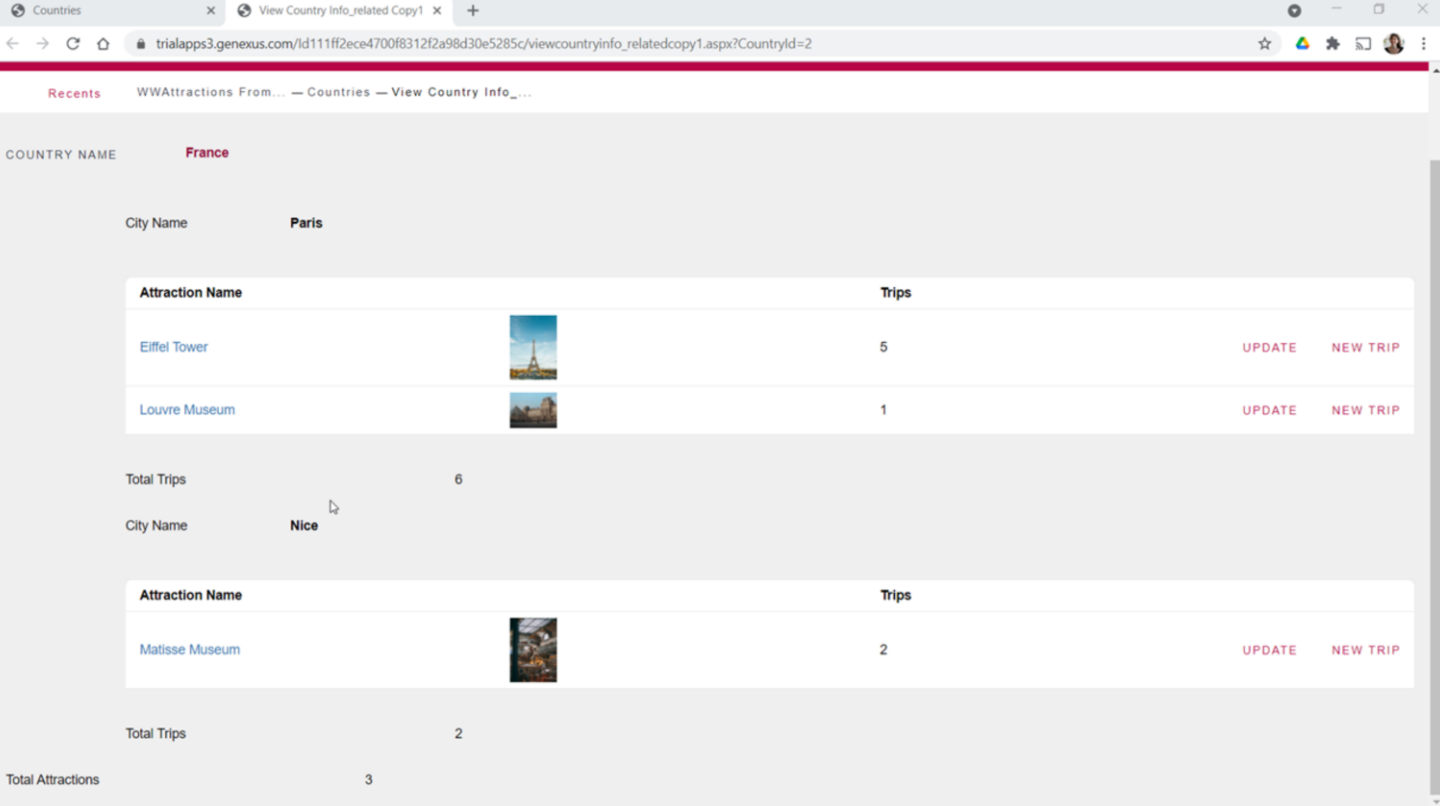 Countries
View Country Info_related Copy1
trialapps3.genexus.com/Id111ff2ece4700f8312f2a98d30e5285c/viewcountryinfo_relatedcopy1.aspx?CountryId=2
Recents WWAttractions From... — Countries — View Country Info_...
COUNTRY NAME France
City Name Paris
Attraction Name Trips
Eiffel Tower 5 UPDATE NEW TRIP
Louvre Museum 1 UPDATE NEW TRIP
Total Trips 6
City Name Nice
Attraction Name Trips
Matisse Museum 2 UPDATE NEW TRIP
Total Trips 2
Total Attractions 3